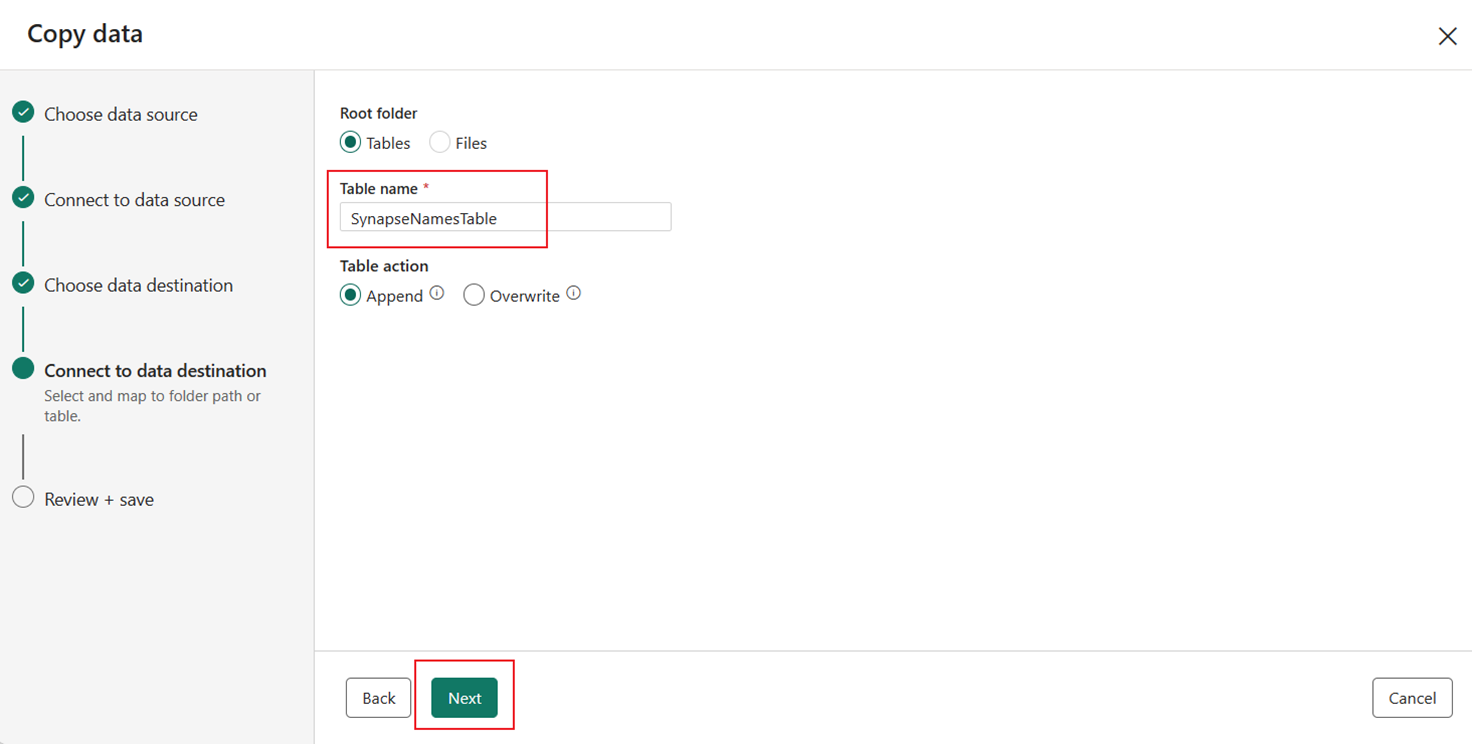 Copy data
Choose data source
Connect to data source
Choose data destination
Connect to data destination
Select and map to folder path or
table.
Review + save
Root folder
Tables Files
Table name *
SynapseNamesTable
Table action
Append Overwrite
Back Next Cancel